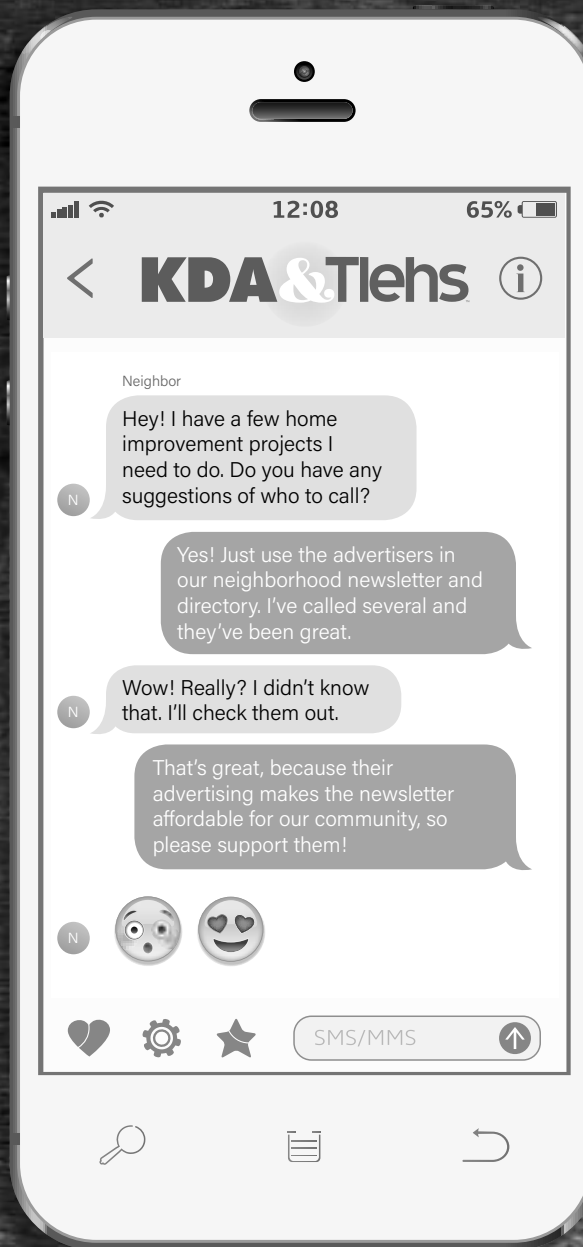 12:08
65%
KDA&Tlehs
i
Neighbor
Hey! I have a few home
improvement projects I
need to do. Do you have any
suggestions of who to call?
N
Yes! Just use the advertisers in
our neighborhood newsletter and
directory. I've called several and
they've been great.
Wow! Really? I didn't know
that. I'll check them out.
N
That's great, because their
advertising makes the newsletter
affordable for our community, so
please support them!
N
SMS/MMS